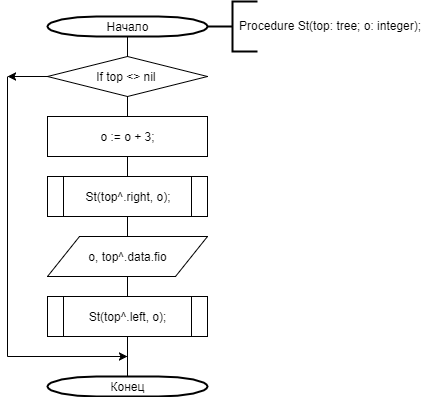 Начало
Procedure St(top: tree; o: integer);
If top <> nil
o := o + 3;
St(top^.right, o);
o, top^.data.fio
St(top^.left, o);
Конец